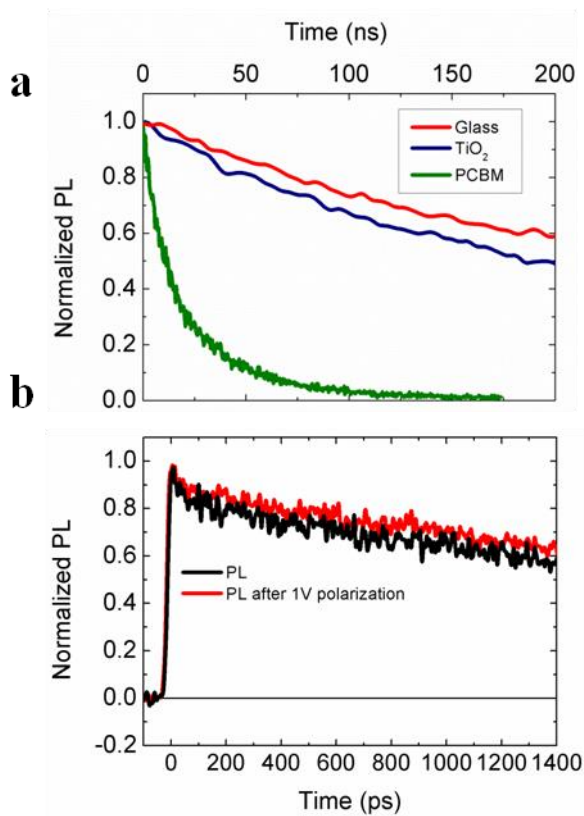 a
Time (ns)
0 50 100 150 200
Normalized PL
1.0
0.8
0.6
0.4
0.2
0.0
Glass
TiO₂
PCBM
b
Normalized PL
1.0
0.8
0.6
0.4
0.2
0.0
-0.2
PL
PL after 1V polarization
0 200 400 600 800 1000 1200 1400
Time (ps)